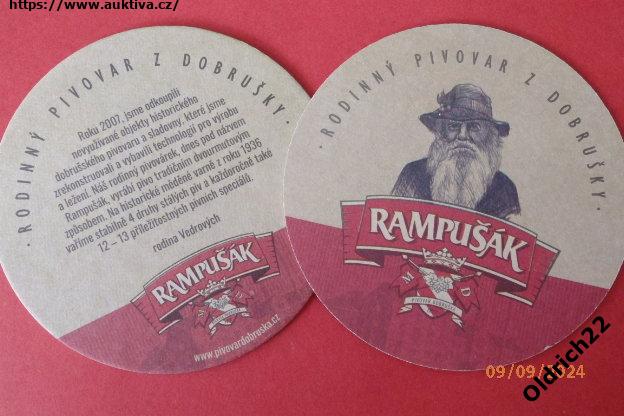 https://www.auktiva.cz/
· RODINNÝ PIVOVAR Z DOBRUŠKY ·
Roku 2007, jsme odkoupili
nevyužívané objekty historického
dobrušského pivovaru a sladovny, které jsme
zrekonstruovali a vybavili technologií pro výrobu
a ležení. Náš rodinný pivovárek, dnes pod názvem
Rampušák, vyrábí pivo tradičním dvourmutovým
způsobem. Na historické měděné varně z roku 1936
vaříme stabilně 4 druhy stálých piv a každoročně také
12 – 13 příležitostných pivních speciálů.
rodina Vedrových
RAMPUŠÁK
M D
www.pivovardobruska.cz
· RODINNÝ PIVOVAR Z DOBRUŠKY ·
RAMPUŠÁK
M D
PIVOVAR DOBRUŠKA
09/09/2024
Oldrich22